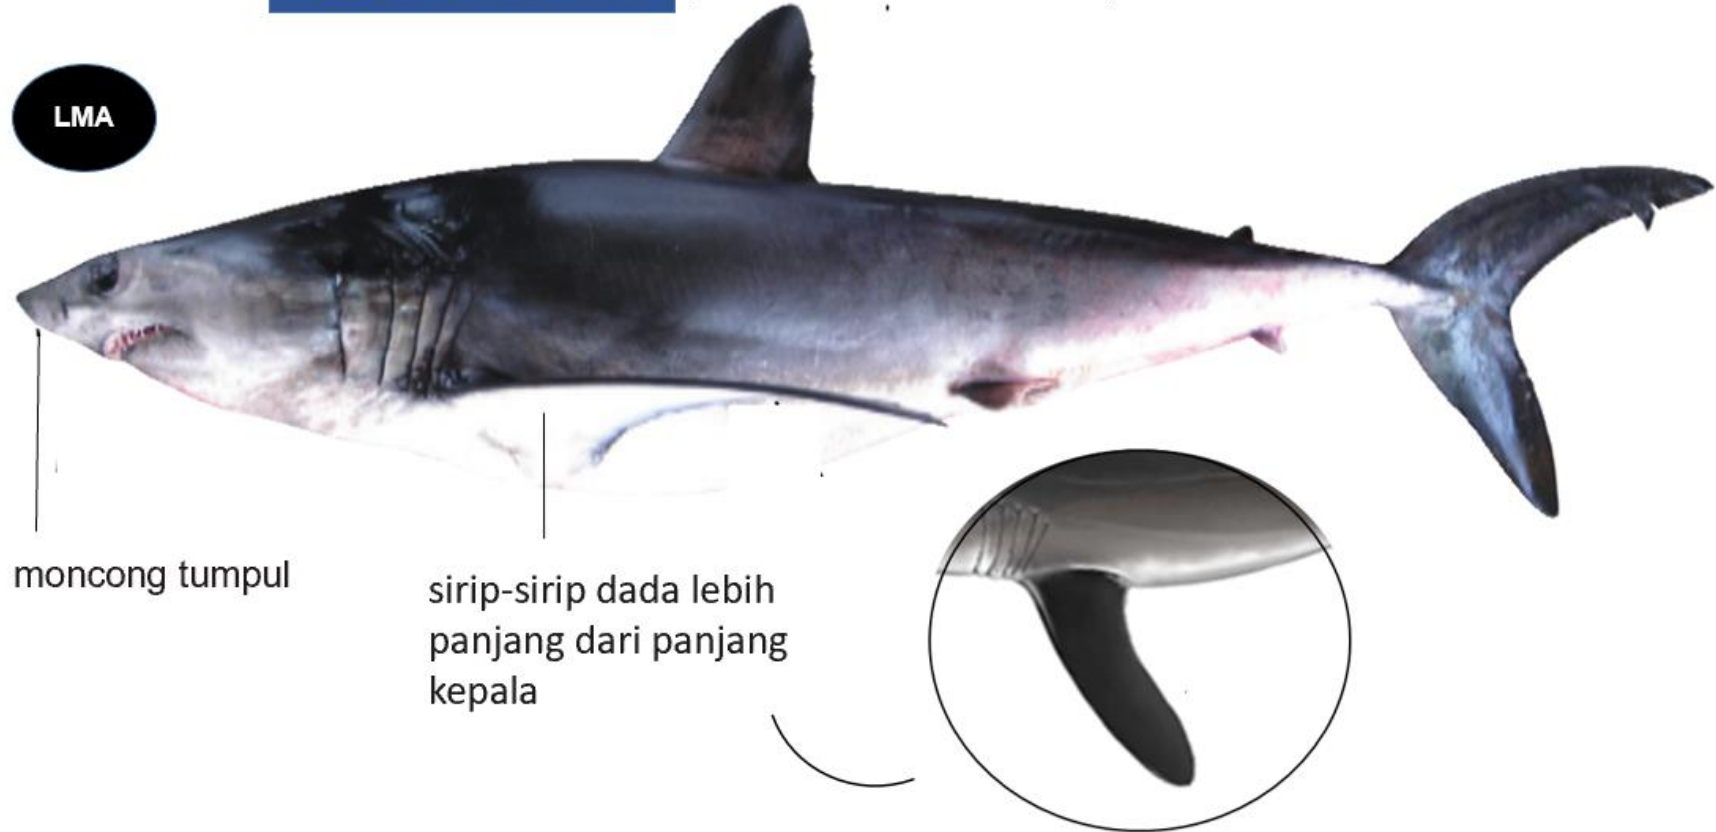 LMA
moncong tumpul
sirip-sirip dada lebih
panjang dari panjang
kepala